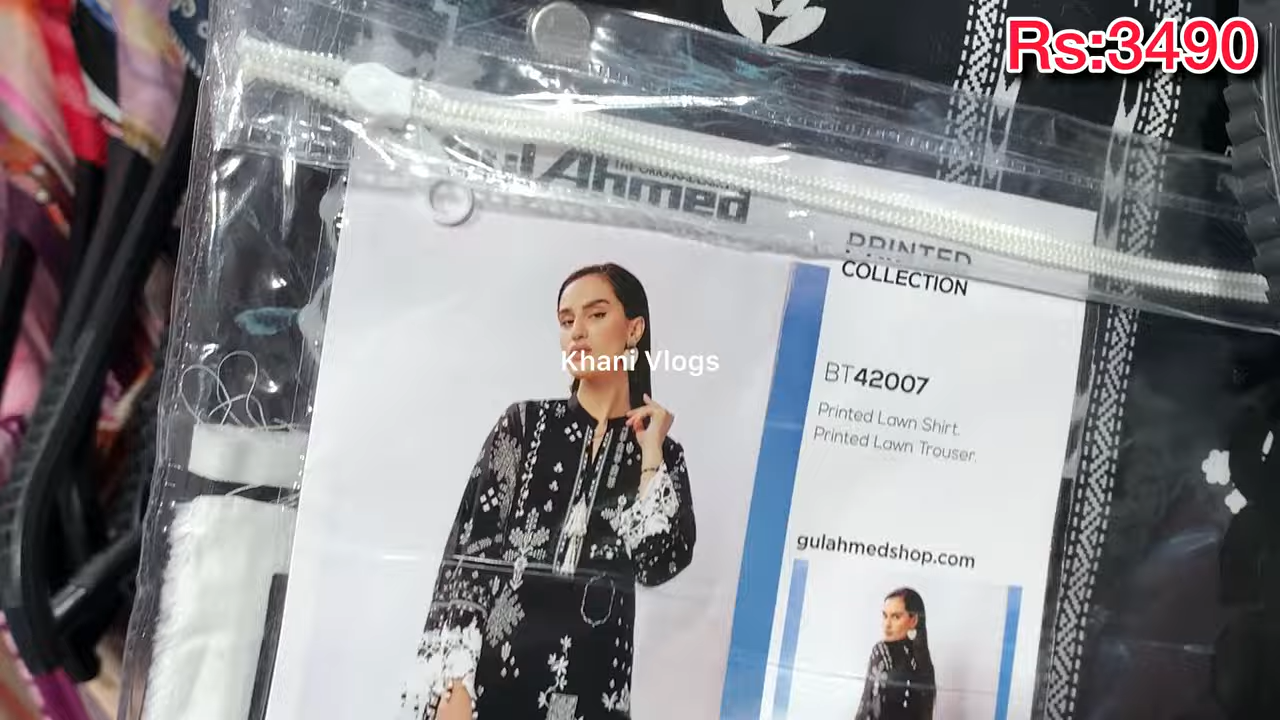 Rs:3490
Ahmed
PRINTED
COLLECTION
Khani Vlogs
BT42007
Printed Lawn Shirt.
Printed Lawn Trouser.
gulahmedshop.com